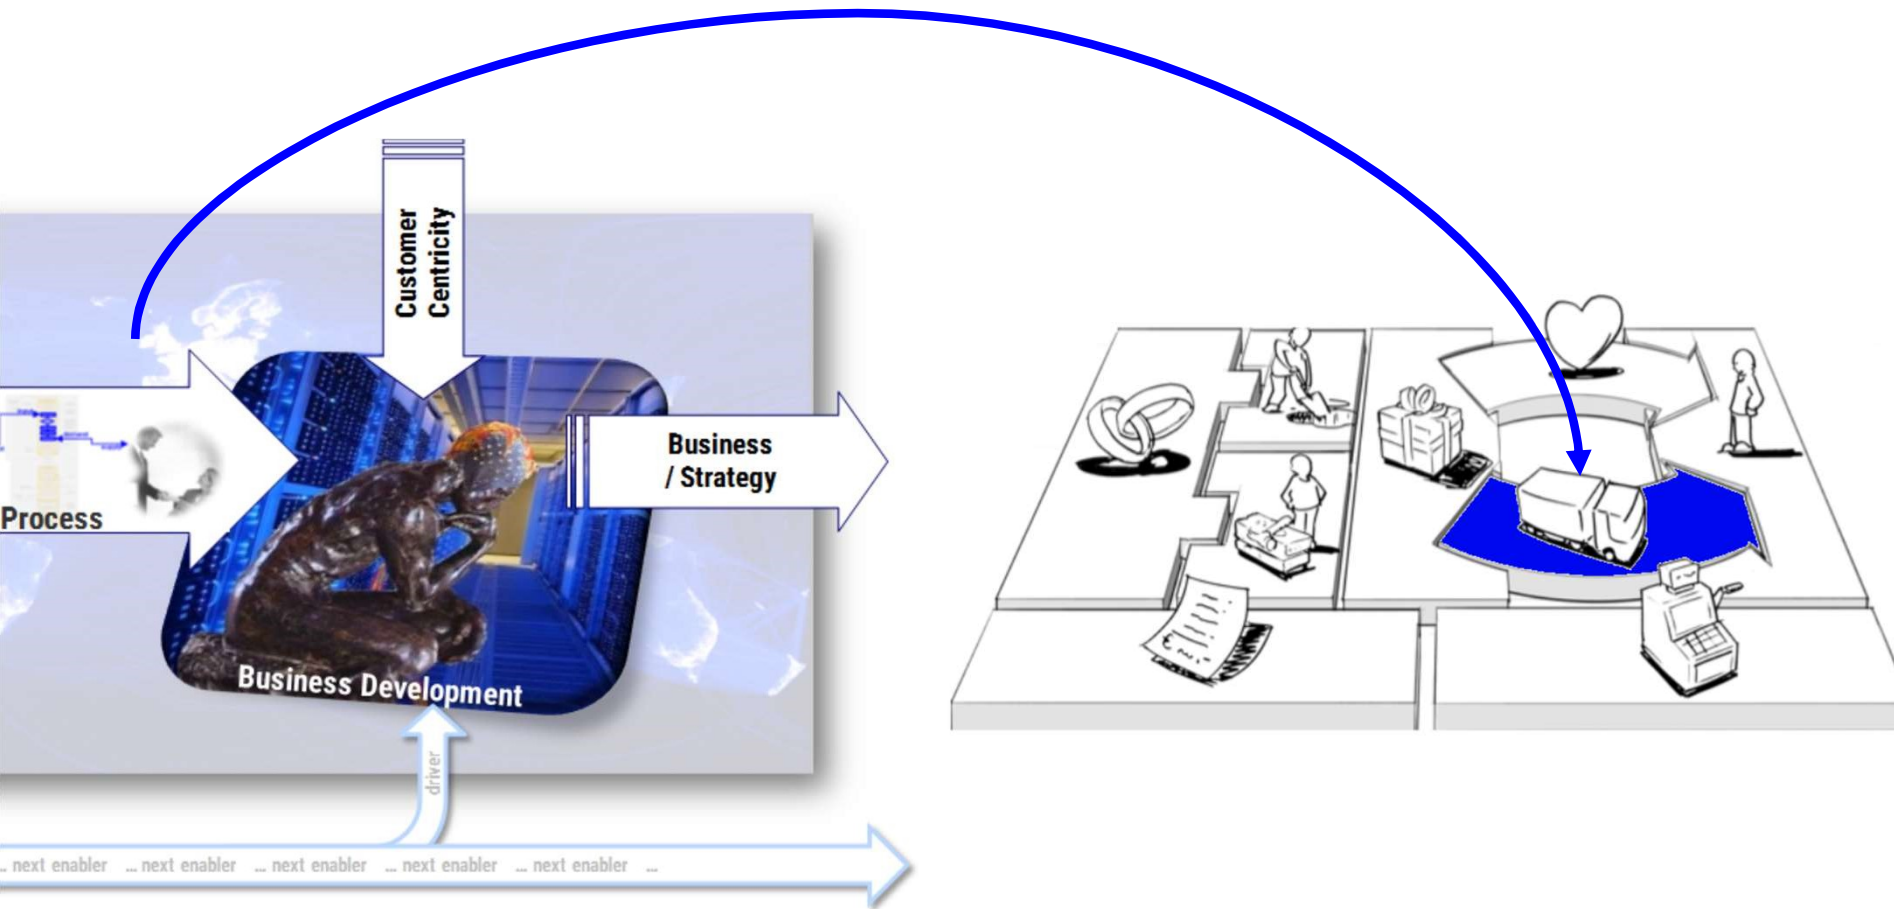 Customer
Centricity
Process
Business
/ Strategy
Business Development
driver
... next enabler ... next enabler ... next enabler ... next enabler ... next enabler ...